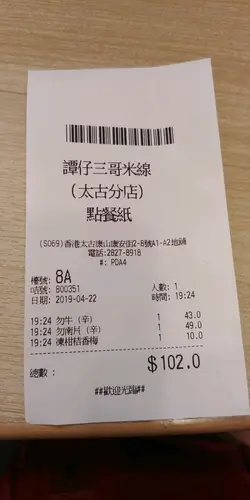 譚仔三哥米線
(太古分店)
點餐紙
(S069)香港太古康山康安街2-8號A1-A2地鋪
電話:2827-8918
#: PDA4
檯號: 8A
咭號: 800351 人數: 1
日期: 2019-04-22 時間: 19:24
19:24 勿牛(辛) 1 43.0
19:24 勿南片(辛) 1 49.0
19:24 凍柑桔香梅 1 10.0
總數: $102.0
##歡迎光臨##